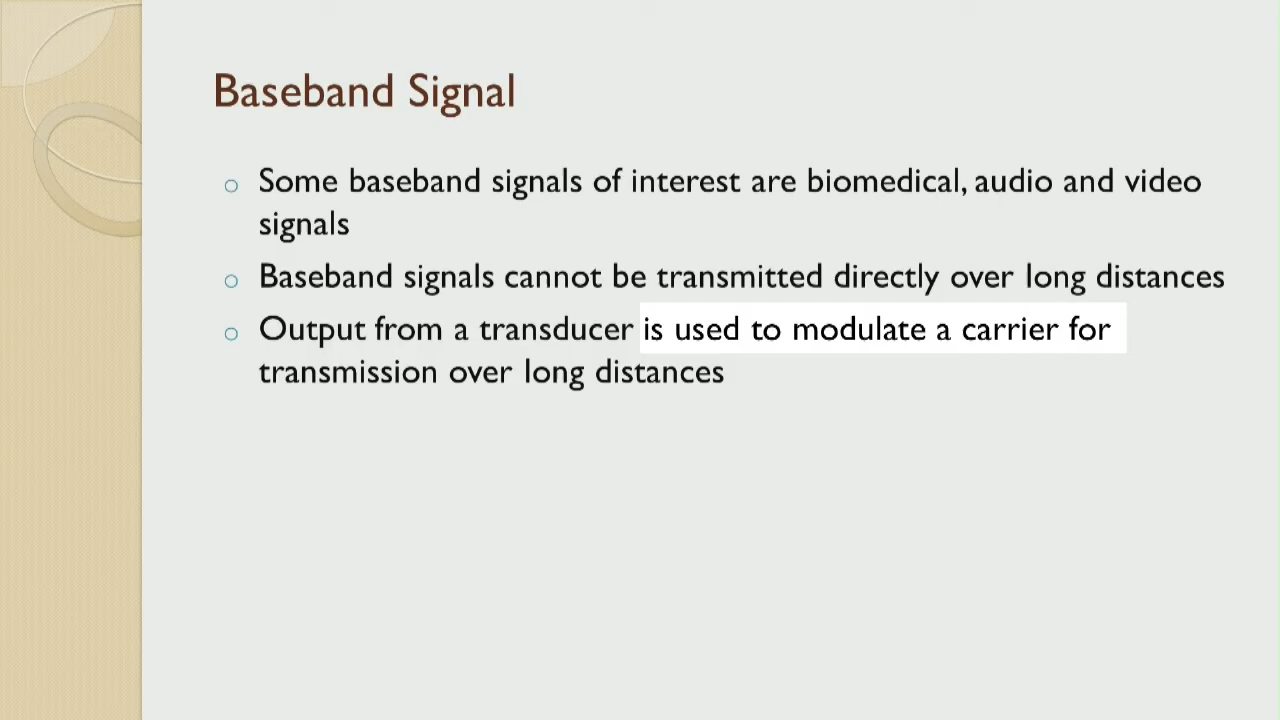 Baseband Signal
Some baseband signals of interest are biomedical, audio and video
signals
Baseband signals cannot be transmitted directly over long distances
Output from a transducer is used to modulate a carrier for
transmission over long distances